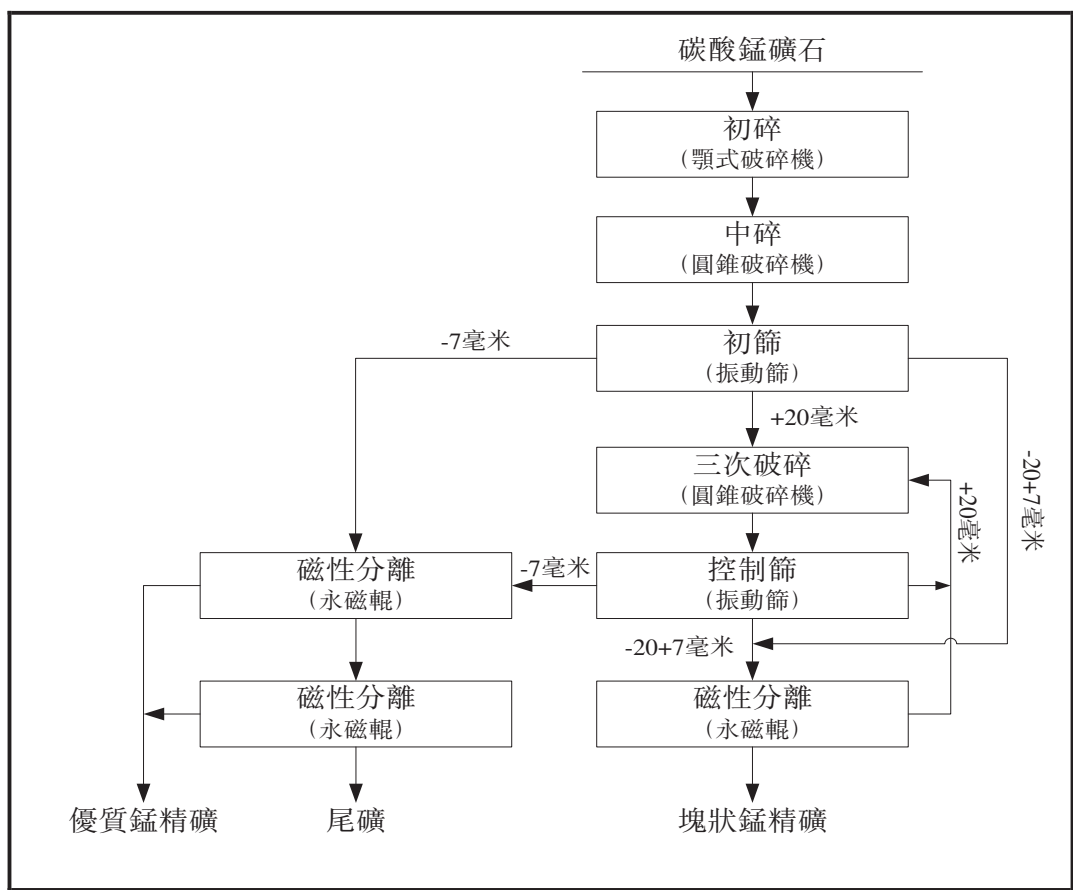 碳酸錳礦石
初碎
(顎式破碎機)
中碎
(圓錐破碎機)
-7毫米
初篩
(振動篩)
+20毫米
-20+7毫米
三次破碎
(圓錐破碎機)
+20毫米
磁性分離
(永磁輥)
-7毫米
控制篩
(振動篩)
-20+7毫米
磁性分離
(永磁輥)
磁性分離
(永磁輥)
優質錳精礦
尾礦
塊狀錳精礦